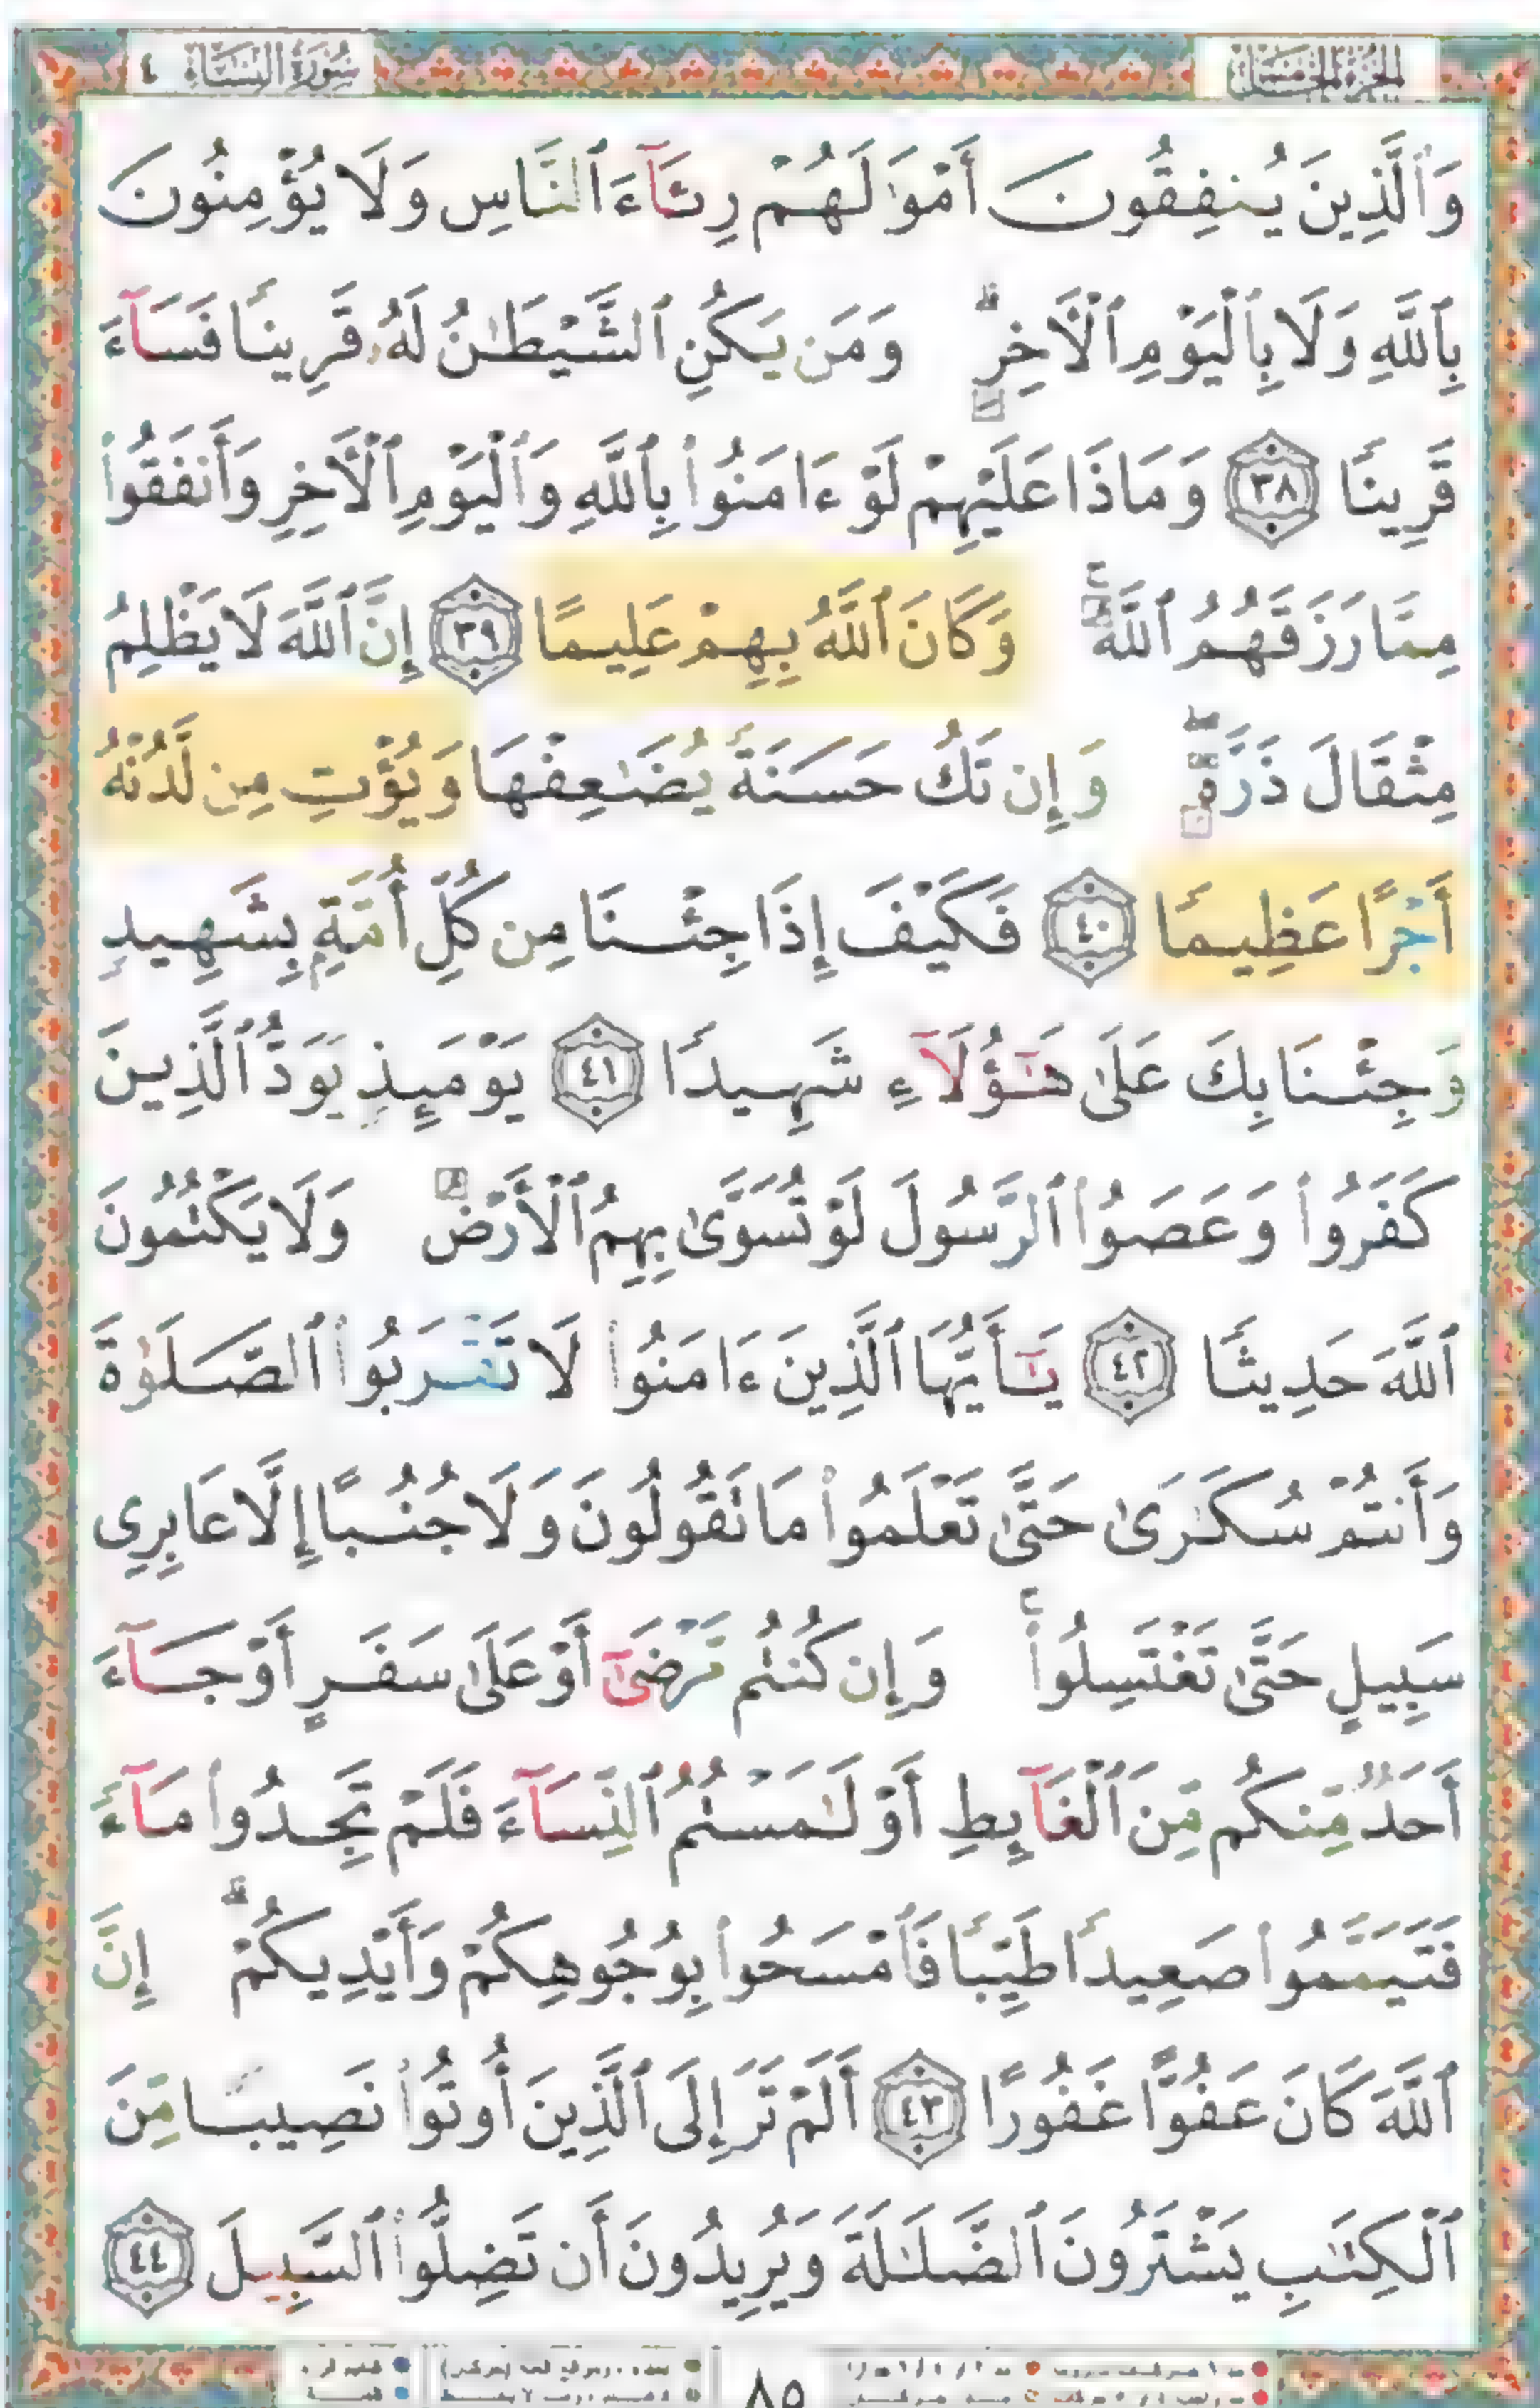 سُورَةُ النِّسَاءِ ٤
الجزء الخامس
وَٱلَّذِينَ يُنفِقُونَ أَمْوَٰلَهُمْ رِئَآءَ ٱلنَّاسِ وَلَا يُؤْمِنُونَ
بِٱللَّهِ وَلَا بِٱلْيَوْمِ ٱلْأَخِرِ ۗ وَمَن يَكُنِ ٱلشَّيْطَٰنُ لَهُۥ قَرِينًا فَسَآءَ
قَرِينًا ٣٨ وَمَاذَا عَلَيْهِمْ لَوْ ءَامَنُوا۟ بِٱللَّهِ وَٱلْيَوْمِ ٱلْأَخِرِ وَأَنفَقُوا۟
مِمَّا رَزَقَهُمُ ٱللَّهُ ۚ وَكَانَ ٱللَّهُ بِهِمْ عَلِيمًا ٣٩ إِنَّ ٱللَّهَ لَا يَظْلِمُ
مِثْقَالَ ذَرَّةٍ ۖ وَإِن تَكُ حَسَنَةً يُضَٰعِفْهَا وَيُؤْتِ مِن لَّدُنْهُ
أَجْرًا عَظِيمًا ٤٠ فَكَيْفَ إِذَا جِئْنَا مِن كُلِّ أُمَّةٍۭ بِشَهِيدٍ
وَجِئْنَا بِكَ عَلَىٰ هَٰٓؤُلَآءِ شَهِيدًا ٤١ يَوْمَئِذٍ يَوَدُّ ٱلَّذِينَ
كَفَرُوا۟ وَعَصَوُا۟ ٱلرَّسُولَ لَوْ تُسَوَّىٰ بِهِمُ ٱلْأَرْضُ وَلَا يَكْتُمُونَ
ٱللَّهَ حَدِيثًا ٤٢ يَٰٓأَيُّهَا ٱلَّذِينَ ءَامَنُوا۟ لَا تَقْرَبُوا۟ ٱلصَّلَوٰةَ
وَأَنتُمْ سُكَٰرَىٰ حَتَّىٰ تَعْلَمُوا۟ مَا تَقُولُونَ وَلَا جُنُبًا إِلَّا عَابِرِى
سَبِيلٍ حَتَّىٰ تَغْتَسِلُوا۟ ۚ وَإِن كُنتُم مَّرْضَىٰٓ أَوْ عَلَىٰ سَفَرٍ أَوْ جَآءَ
أَحَدٌ مِّنكُم مِّنَ ٱلْغَآئِطِ أَوْ لَٰمَسْتُمُ ٱلنِّسَآءَ فَلَمْ تَجِدُوا۟ مَآءً
فَتَيَمَّمُوا۟ صَعِيدًا طَيِّبًا فَٱمْسَحُوا۟ بِوُجُوهِكُمْ وَأَيْدِيكُمْ ۗ إِنَّ
ٱللَّهَ كَانَ عَفُوًّا غَفُورًا ٤٣ أَلَمْ تَرَ إِلَى ٱلَّذِينَ أُوتُوا۟ نَصِيبًا مِّنَ
ٱلْكِتَٰبِ يَشْتَرُونَ ٱلضَّلَٰلَةَ وَيُرِيدُونَ أَن تَضِلُّوا۟ ٱلسَّبِيلَ ٤٤
٨٥